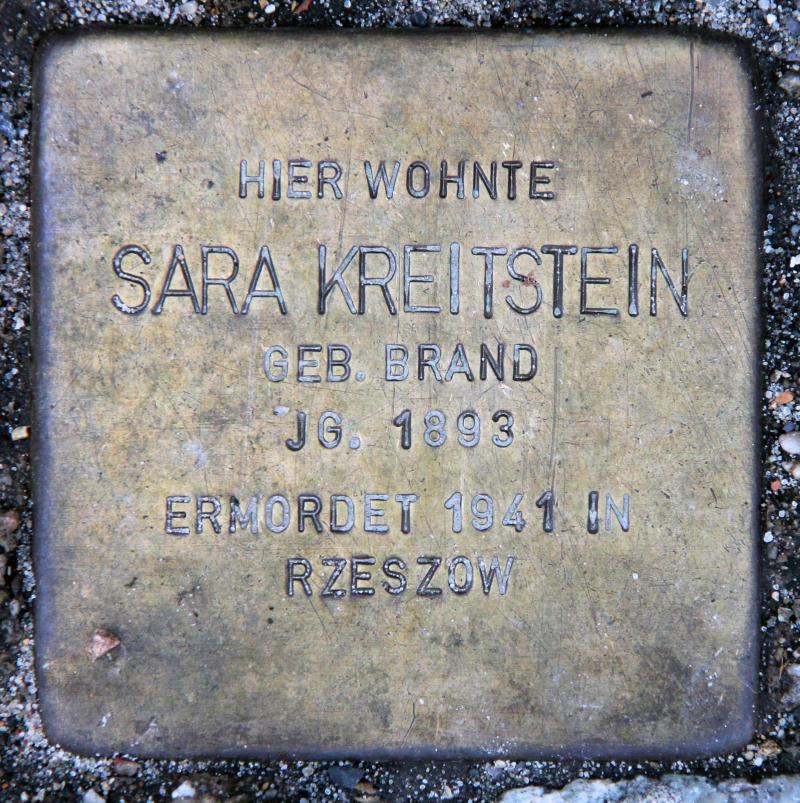 HIER WOHNTE
SARA KREITSTEIN
GEB. BRAND
JG. 1893
ERMORDET 1941 IN
RZESZOW